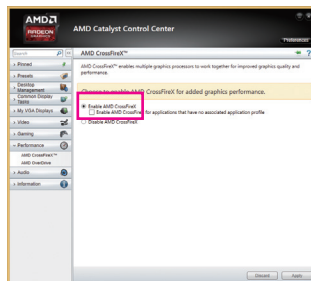 AMD
RADEON
GRAPHICS
AMD Catalyst Control Center
Preferences
Search
AMD CrossFireX™
Pinned
Presets
Desktop Management
Common Display Tasks
My VGA Displays
Video
Gaming
Performance
AMD CrossFireX™
AMD OverDrive
Audio
Information
AMD CrossFireX™ enables multiple graphics processors to work together for improved graphics quality and
performance.
Choose to enable AMD CrossFireX for added graphics performance.
Enable AMD CrossFireX
Enable AMD CrossFireX for applications that have no associated application profile
Disable AMD CrossFireX
Discard
Apply